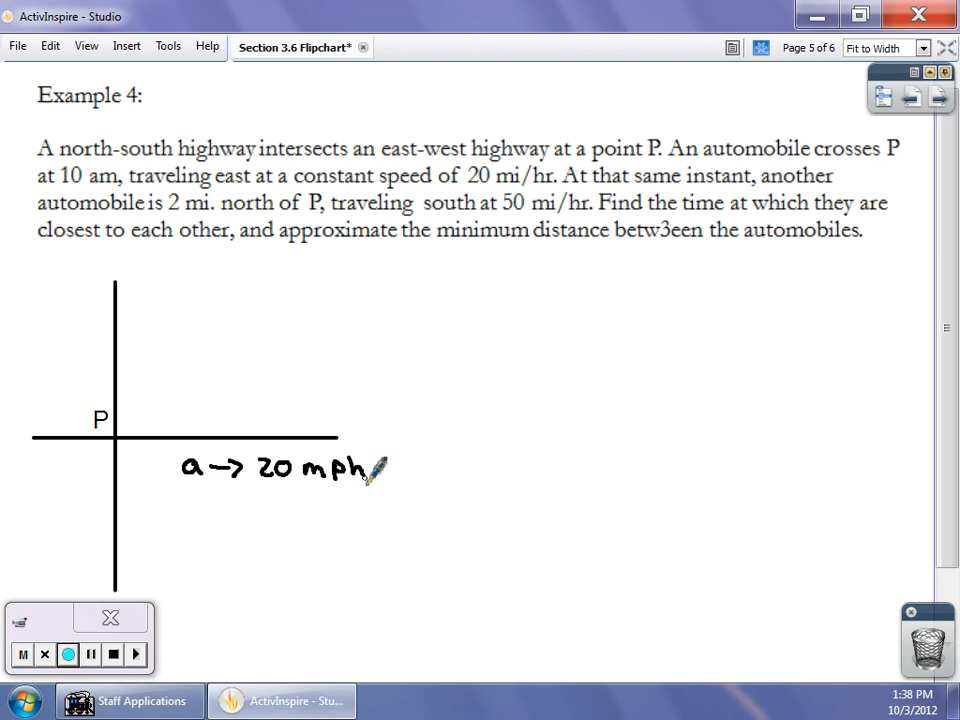 ActivInspire - Studio
File Edit View Insert Tools Help Section 3.6 Flipchart* Page 5 of 6 Fit to Width
Example 4:
A north-south highway intersects an east-west highway at a point P. An automobile crosses P
at 10 am, traveling east at a constant speed of 20 mi/hr. At that same instant, another
automobile is 2 mi. north of P, traveling south at 50 mi/hr. Find the time at which they are
closest to each other, and approximate the minimum distance betw3een the automobiles.
P
a → 20 mph
M
Staff Applications ActivInspire - Stu...
1:38 PM
10/3/2012